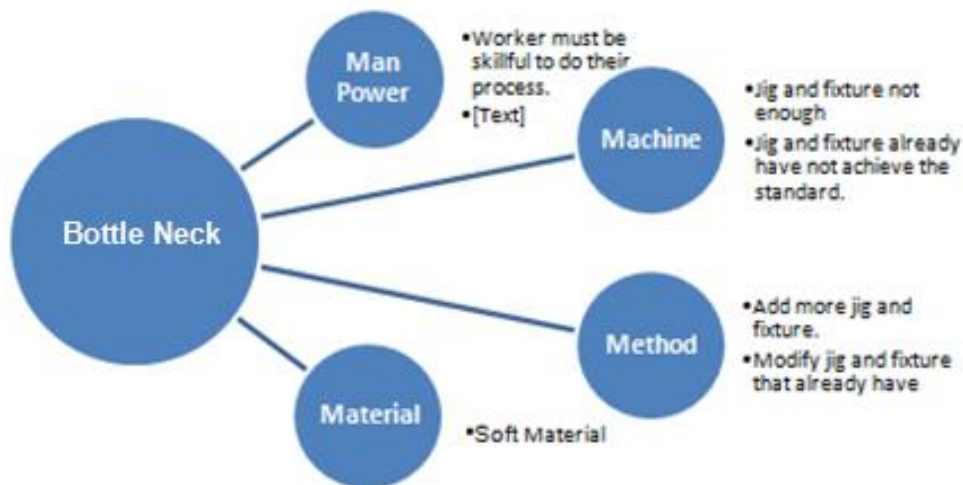 Man
Power
•Worker must be
skillful to do their
process.
•[Text]
Machine
•Jig and fixture not
enough
•Jig and fixture already
have not achieve the
standard.
Bottle Neck
Method
•Add more jig and
fixture.
•Modify jig and fixture
that already have
Material
•Soft Material